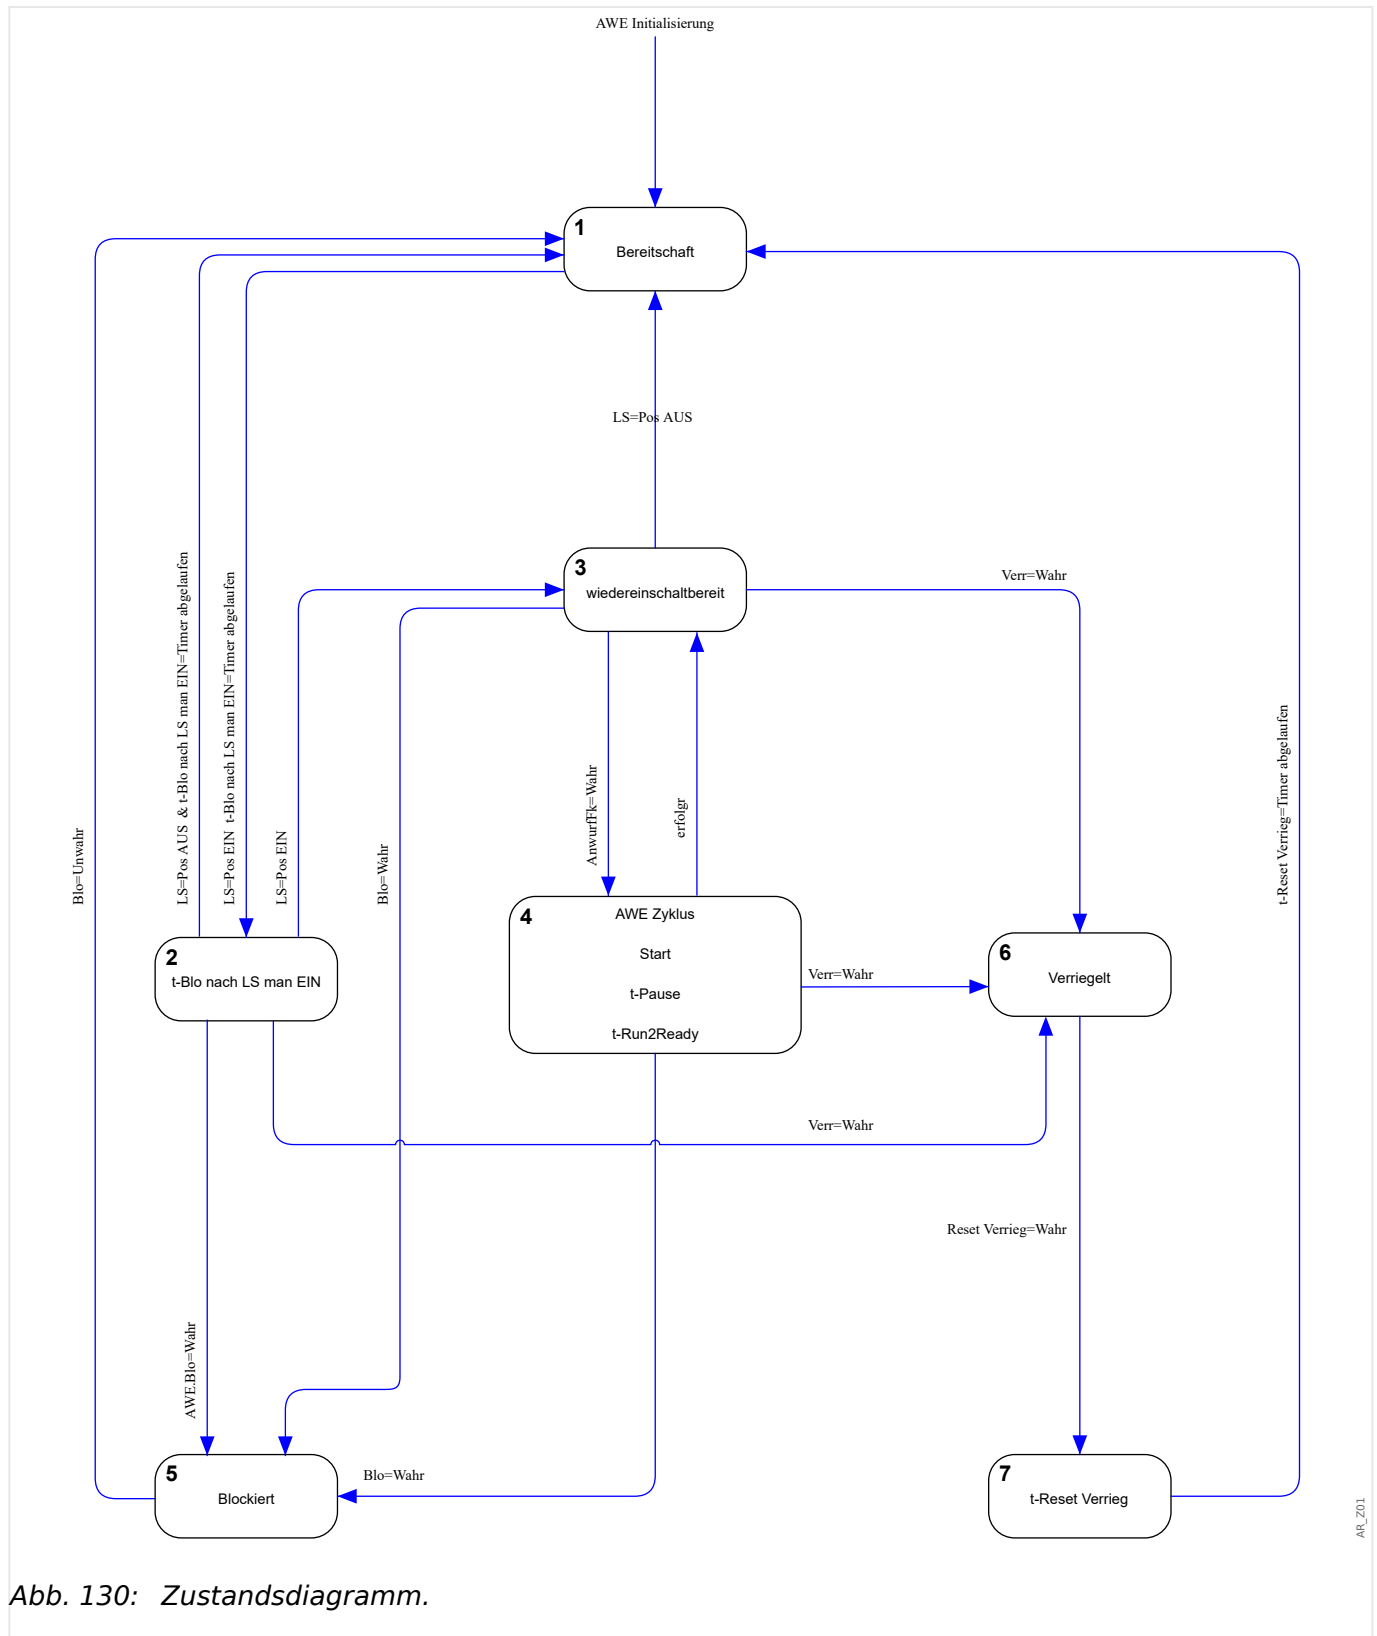 AWE Initialisierung
1
Bereitschaft
LS=Pos AUS
3
wiedereinschaltbereit
Verr=Wahr
Blo=Unwahr
LS=Pos AUS & t-Blo nach LS man EIN=Timer abgelaufen
LS=Pos EIN t-Blo nach LS man EIN=Timer abgelaufen
LS=Pos EIN
Blo=Wahr
AnwurfFk=Wahr
erfolgr
t-Reset Verrieg=Timer abgelaufen
2
t-Blo nach LS man EIN
4
AWE Zyklus
Start
t-Pause
t-Run2Ready
Verr=Wahr
6
Verriegelt
Verr=Wahr
Reset Verrieg=Wahr
AWE.Blo=Wahr
5
Blockiert
Blo=Wahr
7
t-Reset Verrieg
AR_Z01
Abb. 130: Zustandsdiagramm.